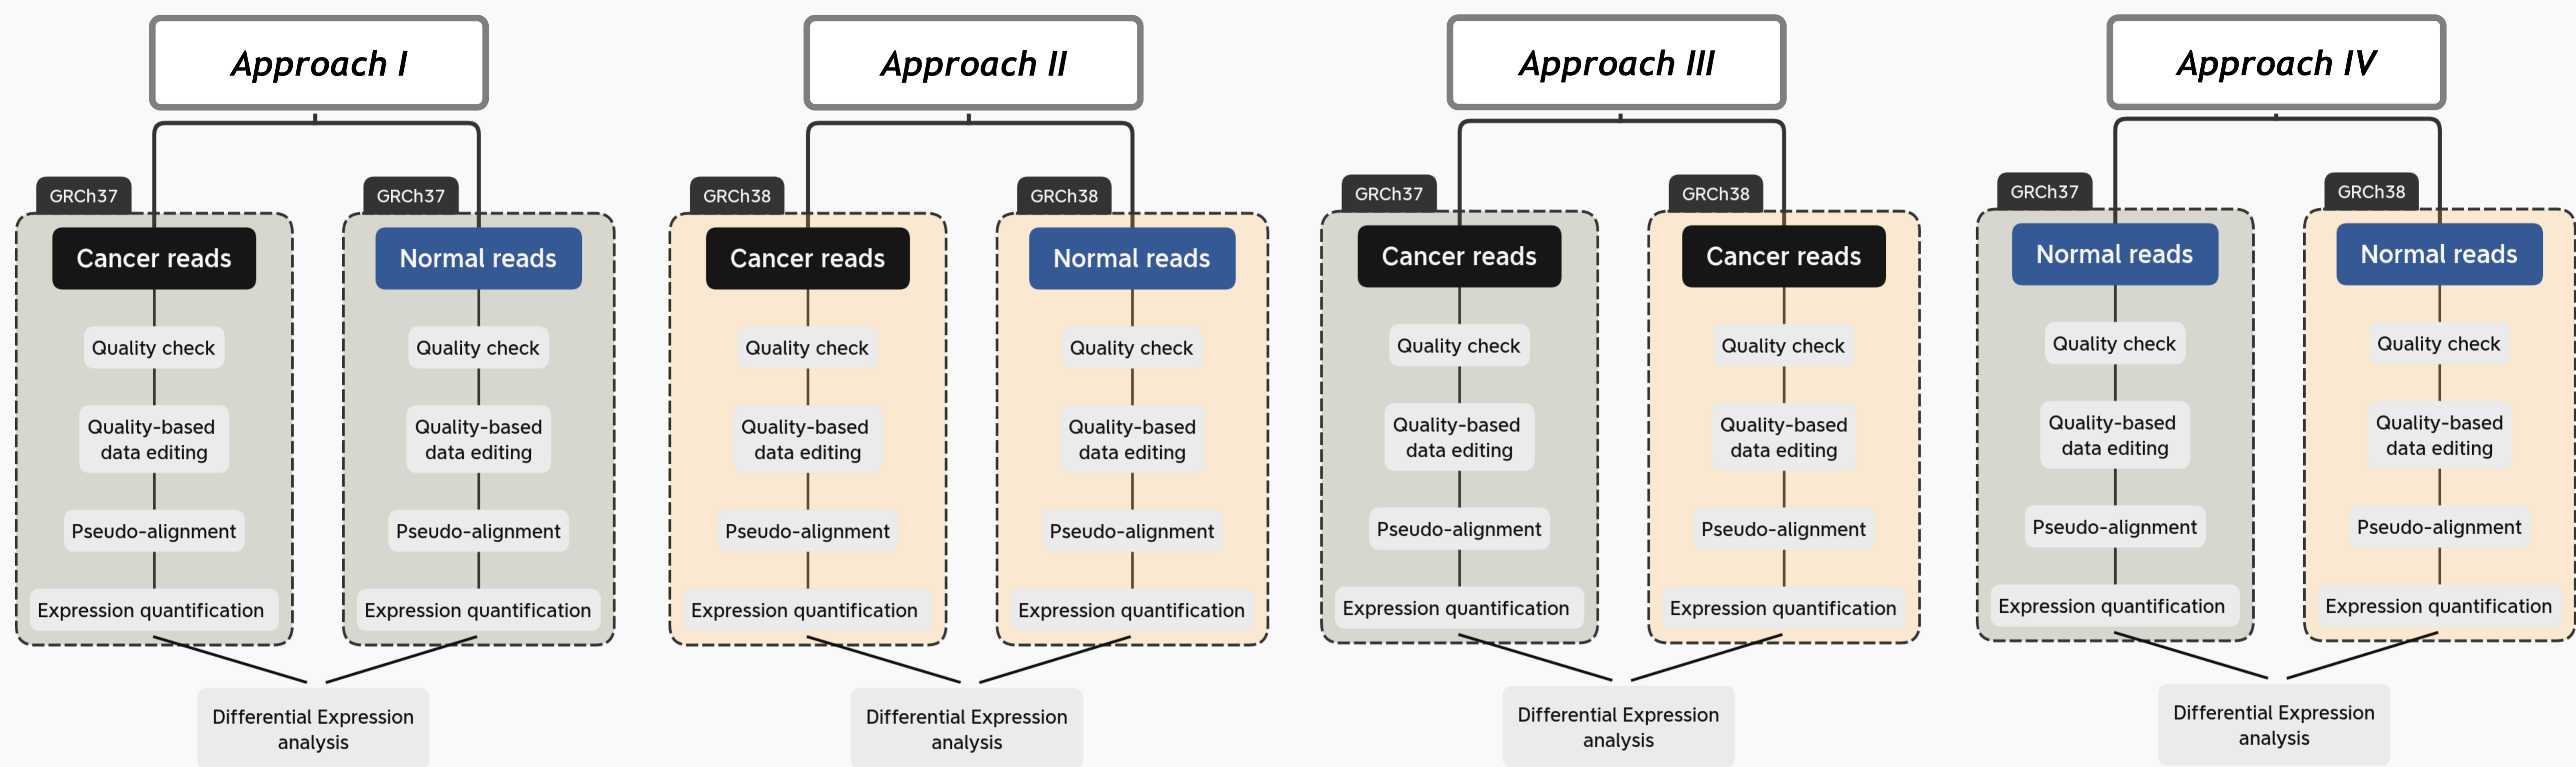 Approach I
GRCh37
Cancer reads
Quality check
Quality-based
data editing
Pseudo-alignment
Expression quantification
GRCh37
Normal reads
Quality check
Quality-based
data editing
Pseudo-alignment
Expression quantification
Differential Expression
analysis
Approach II
GRCh38
Cancer reads
Quality check
Quality-based
data editing
Pseudo-alignment
Expression quantification
GRCh38
Normal reads
Quality check
Quality-based
data editing
Pseudo-alignment
Expression quantification
Differential Expression
analysis
Approach III
GRCh37
Cancer reads
Quality check
Quality-based
data editing
Pseudo-alignment
Expression quantification
GRCh38
Cancer reads
Quality check
Quality-based
data editing
Pseudo-alignment
Expression quantification
Differential Expression
analysis
Approach IV
GRCh37
Normal reads
Quality check
Quality-based
data editing
Pseudo-alignment
Expression quantification
GRCh38
Normal reads
Quality check
Quality-based
data editing
Pseudo-alignment
Expression quantification
Differential Expression
analysis